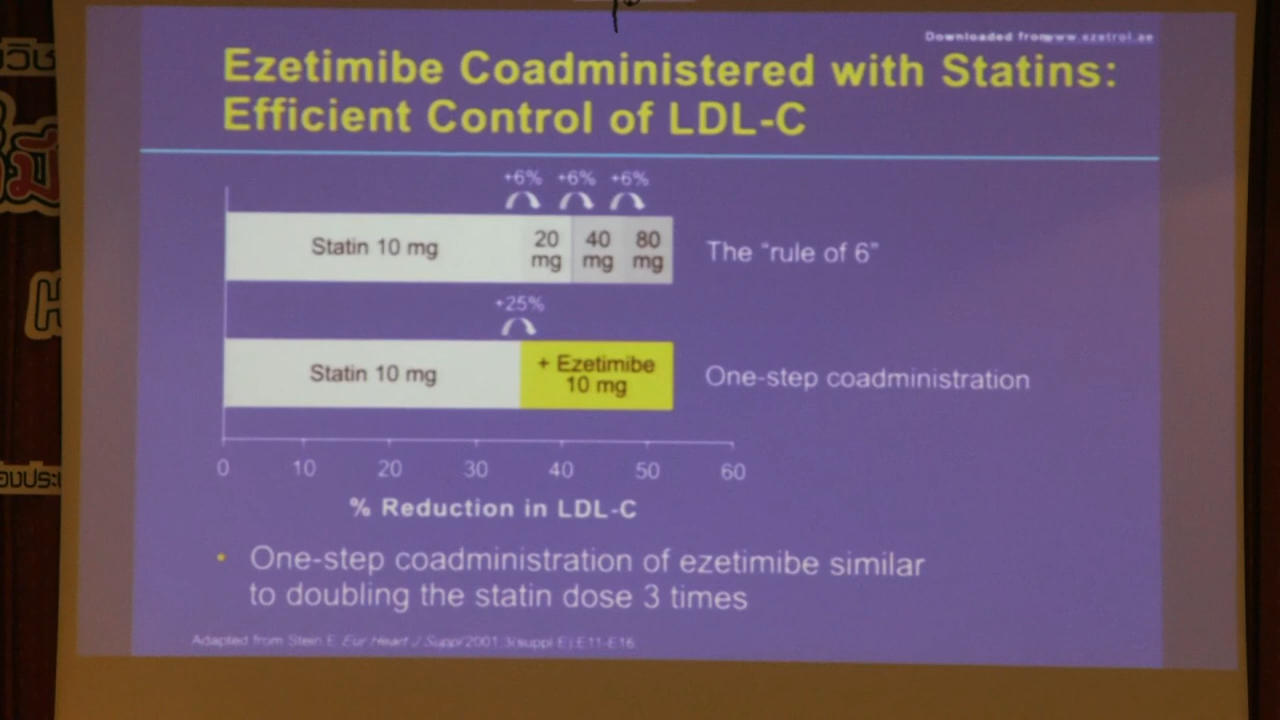 Downloaded from www.ezetrol.ae
Ezetimibe Coadministered with Statins:
Efficient Control of LDL-C
+6% +6% +6%
Statin 10 mg
20 mg
40 mg
80 mg
The “rule of 6”
+25%
Statin 10 mg
+ Ezetimibe
10 mg
One-step coadministration
0 10 20 30 40 50 60
% Reduction in LDL-C
• One-step coadministration of ezetimibe similar
to doubling the statin dose 3 times
Adapted from Stein E. Eur Heart J Suppl 2001;3(suppl E):E11-E16.